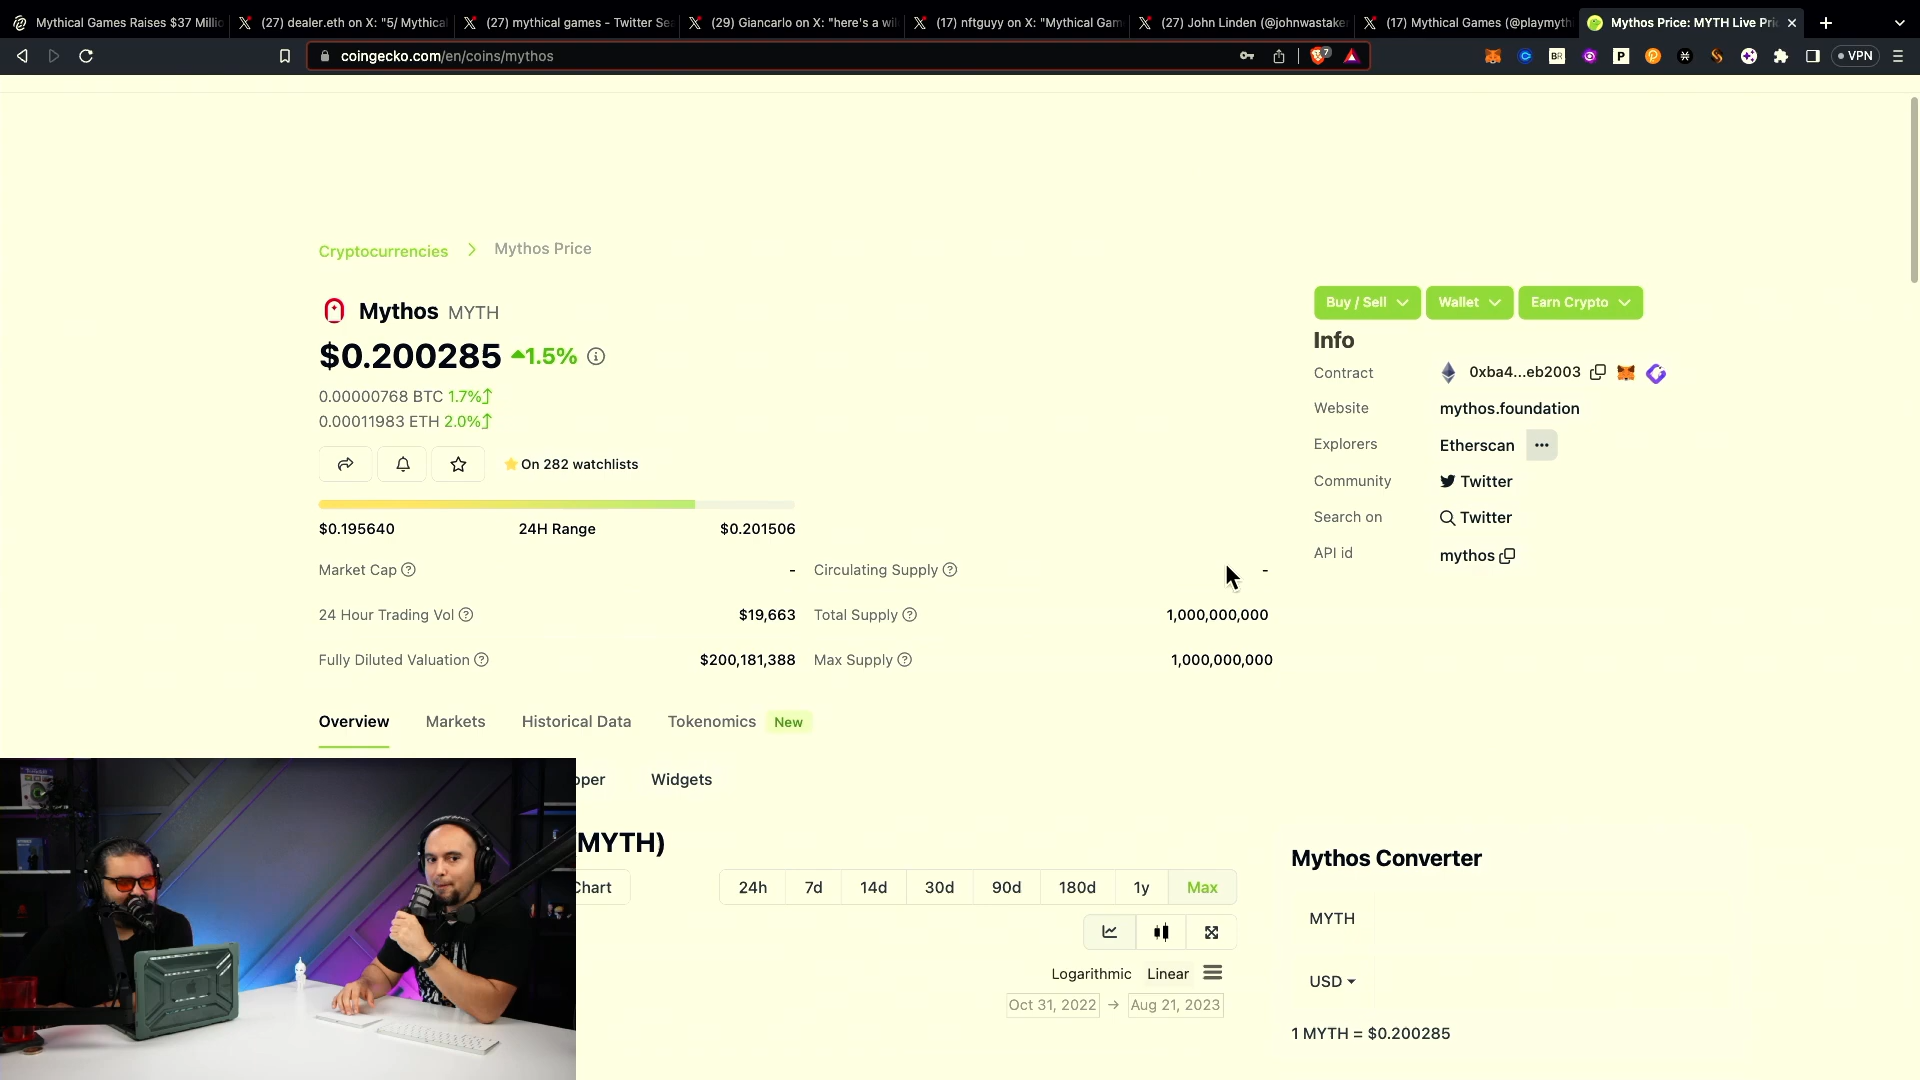 Mythical Games Raises $37 Millio
(27) dealer.eth on X: "5/ Mythical
(27) mythical games - Twitter Se
(29) Giancarlo on X: "here's a wil
(17) nftguyy on X: "Mythical Gam
(27) John Linden (@johnwastake
(17) Mythical Games (@playmyth
Mythos Price: MYTH Live Pri
coingecko.com/en/coins/mythos
7
BR
P
VPN
Cryptocurrencies
Mythos Price
Mythos MYTH
$0.200285 1.5%
0.00000768 BTC 1.7%
0.00011983 ETH 2.0%
On 282 watchlists
$0.195640 24H Range $0.201506
Market Cap -
24 Hour Trading Vol $19,663
Fully Diluted Valuation $200,181,388
Circulating Supply -
Total Supply 1,000,000,000
Max Supply 1,000,000,000
Buy / Sell Wallet Earn Crypto
Info
Contract 0xba4...eb2003
Website mythos.foundation
Explorers Etherscan ...
Community Twitter
Search on Twitter
API id mythos
Overview Markets Historical Data Tokenomics New
oper Widgets
MYTH)
Chart
24h 7d 14d 30d 90d 180d 1y Max
Logarithmic Linear
Oct 31, 2022 → Aug 21, 2023
Mythos Converter
MYTH
USD
1 MYTH = $0.200285